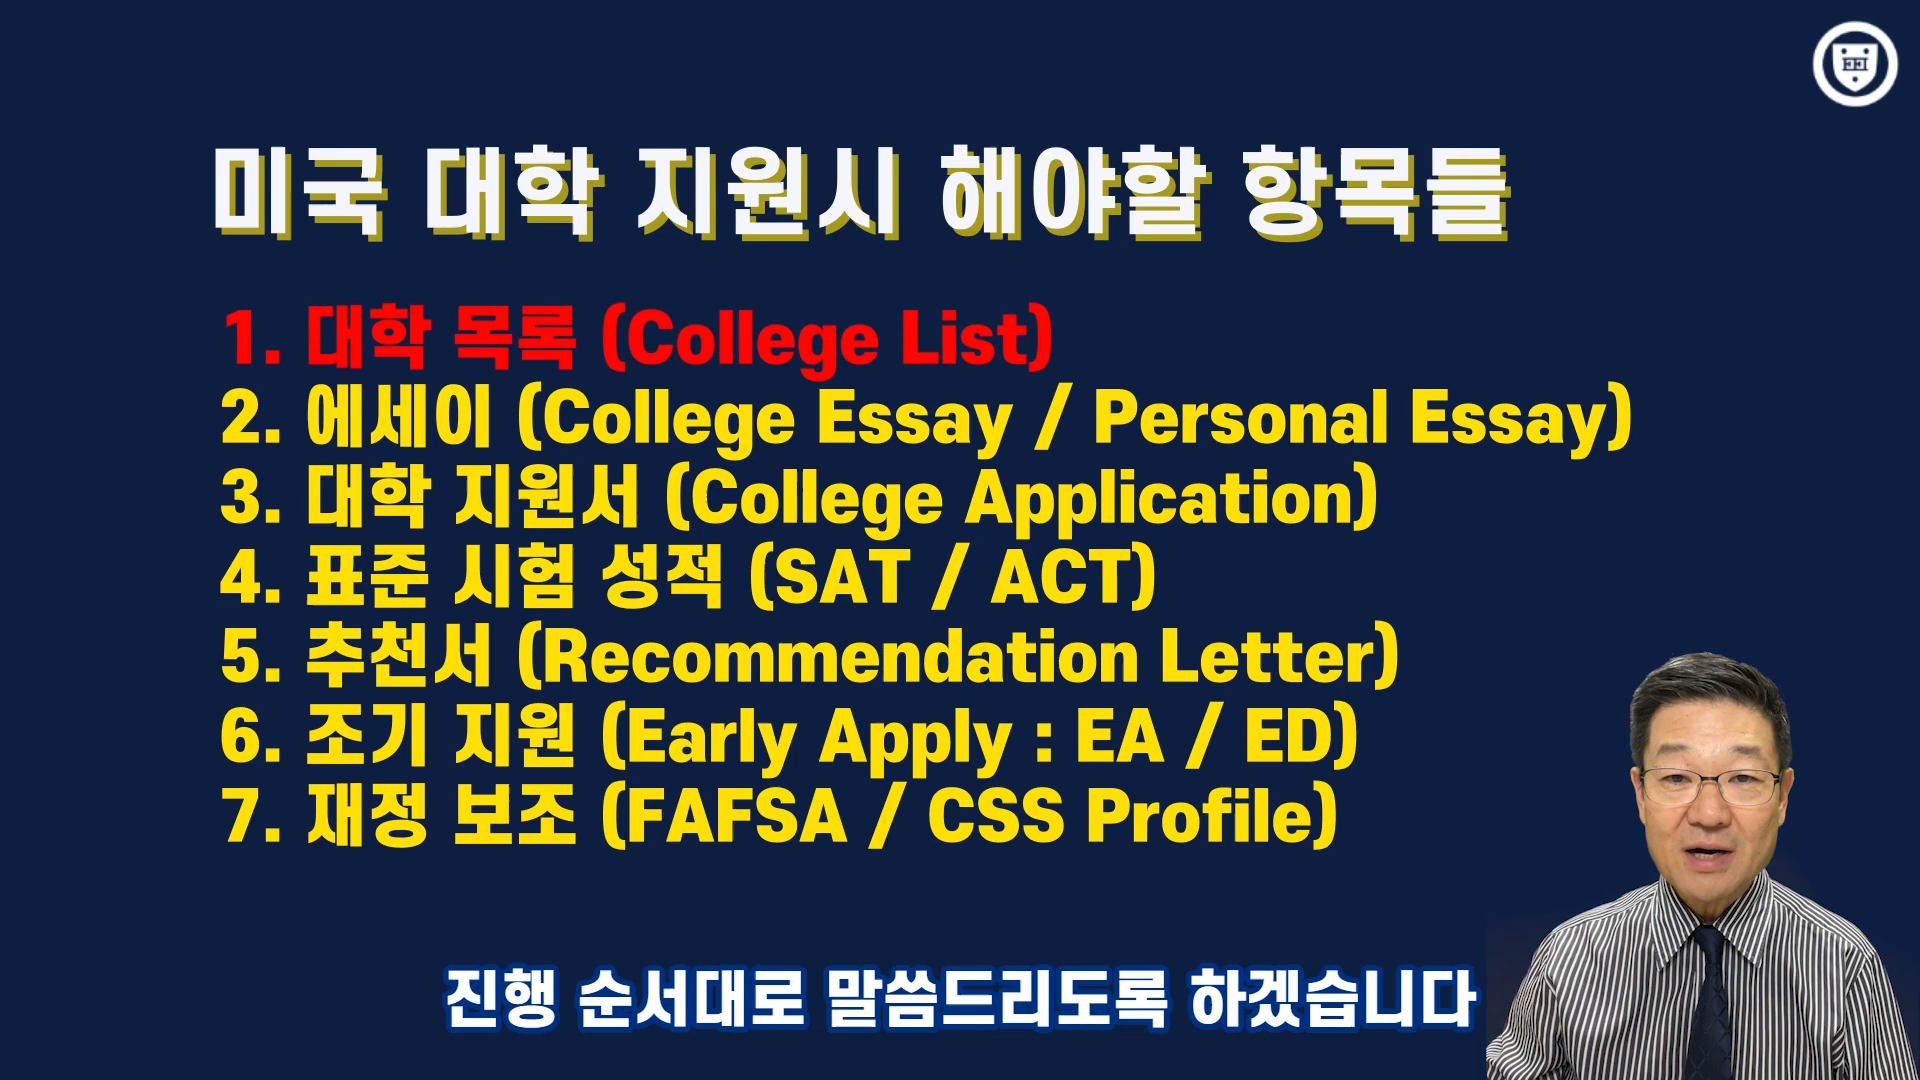 EEI
미국 대학 지원시 해야할 항목들
1. 대학 목록 (College List)
2. 에세이 (College Essay / Personal Essay)
3. 대학 지원서 (College Application)
4. 표준 시험 성적 (SAT / ACT)
5. 추천서 (Recommendation Letter)
6. 조기 지원 (Early Apply : EA / ED)
7. 재정 보조 (FAFSA / CSS Profile)
진행 순서대로 말씀드리도록 하겠습니다